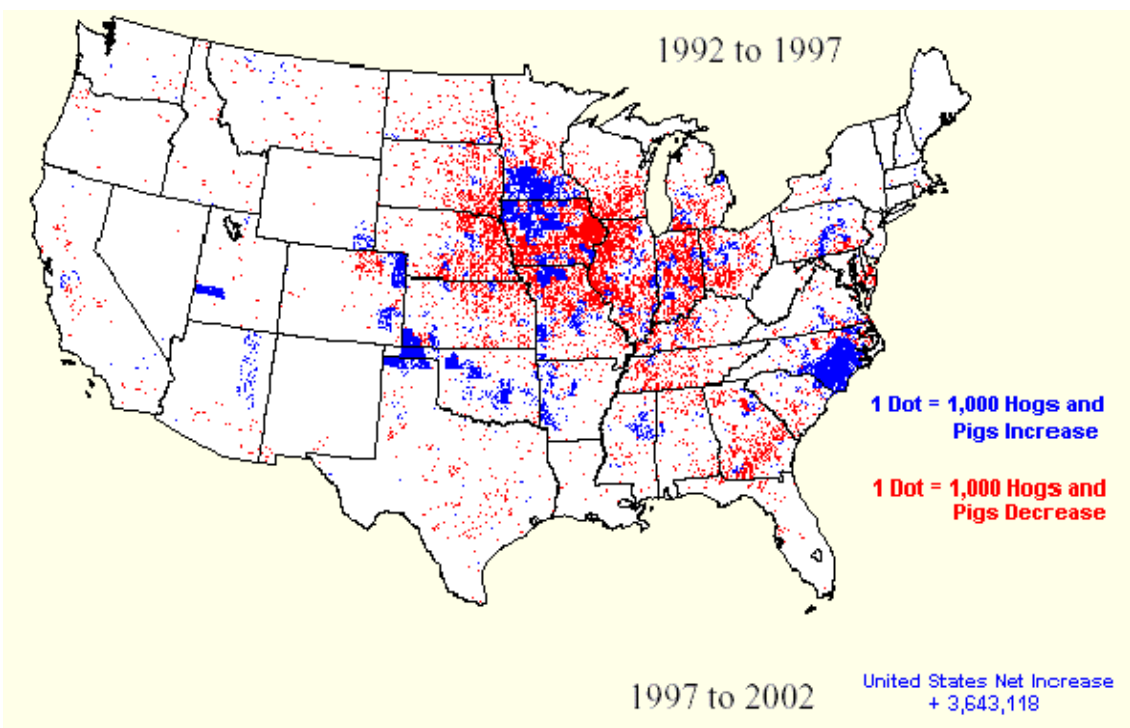 1992 to 1997
1 Dot = 1,000 Hogs and
Pigs Increase
1 Dot = 1,000 Hogs and
Pigs Decrease
United States Net Increase
+ 3,643,118
1997 to 2002